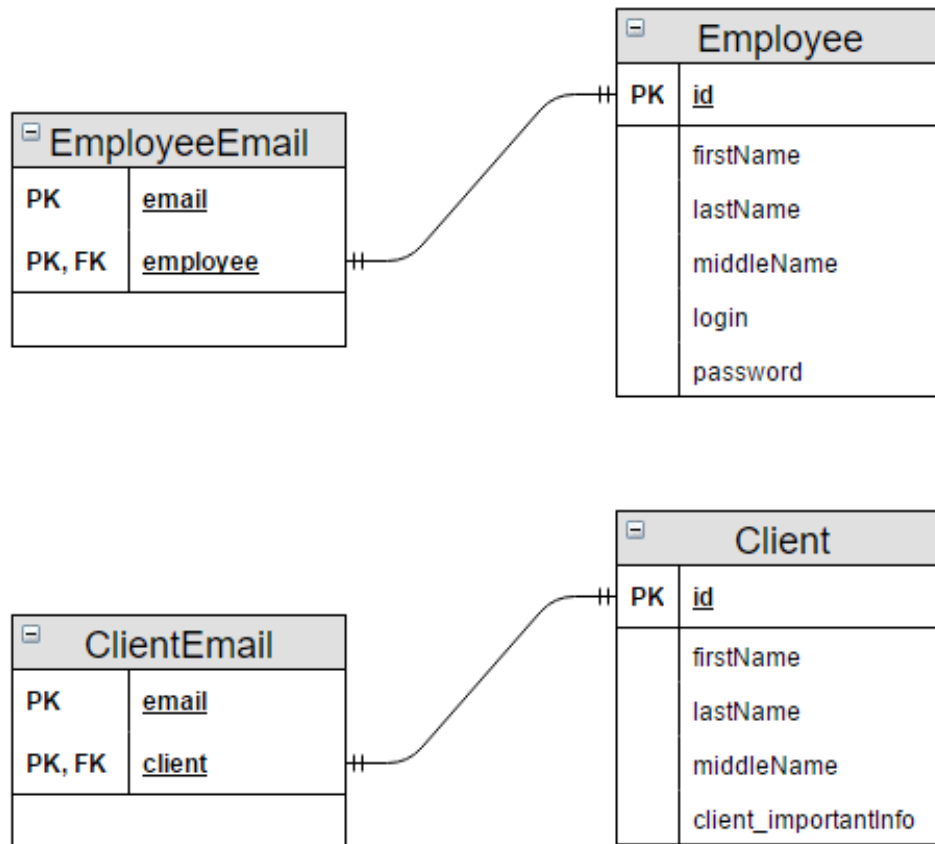 Employee
PK id
firstName
lastName
middleName
login
password
EmployeeEmail
PK email
PK, FK employee
Client
PK id
firstName
lastName
middleName
client_importantInfo
ClientEmail
PK email
PK, FK client